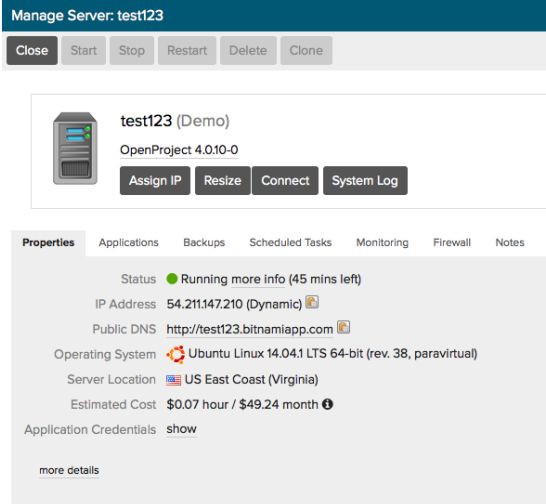 Manage Server: test123
Close Start Stop Restart Delete Clone
test123 (Demo)
OpenProject 4.0.10-0
Assign IP Resize Connect System Log
Properties Applications Backups Scheduled Tasks Monitoring Firewall Notes
Status Running more info (45 mins left)
IP Address 54.211.147.210 (Dynamic)
Public DNS http://test123.bitnamiapp.com
Operating System Ubuntu Linux 14.04.1 LTS 64-bit (rev. 38, paravirtual)
Server Location US East Coast (Virginia)
Estimated Cost $0.07 hour / $49.24 month
Application Credentials show
more details